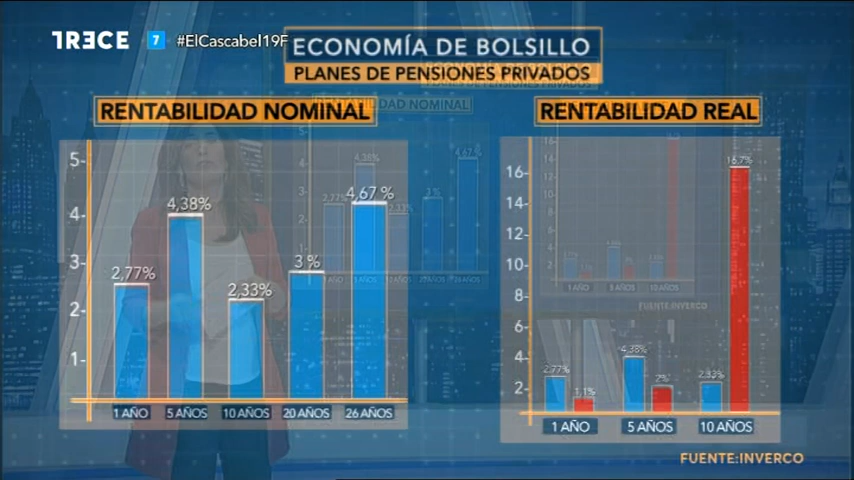 TRECE 7 #ElCascabel19F
ECONOMÍA DE BOLSILLO
PLANES DE PENSIONES PRIVADOS
RENTABILIDAD NOMINAL
5
4
3
2
1
2,77%
4,38%
2,33%
3 %
4,67 %
1 AÑO 5 AÑOS 10 AÑOS 20 AÑOS 26 AÑOS
RENTABILIDAD REAL
16
14
12
10
8
6
4
2
2,77% 1,1%
4,38% 2%
2,33% 16,7%
1 AÑO 5 AÑOS 10 AÑOS
FUENTE:INVERCO